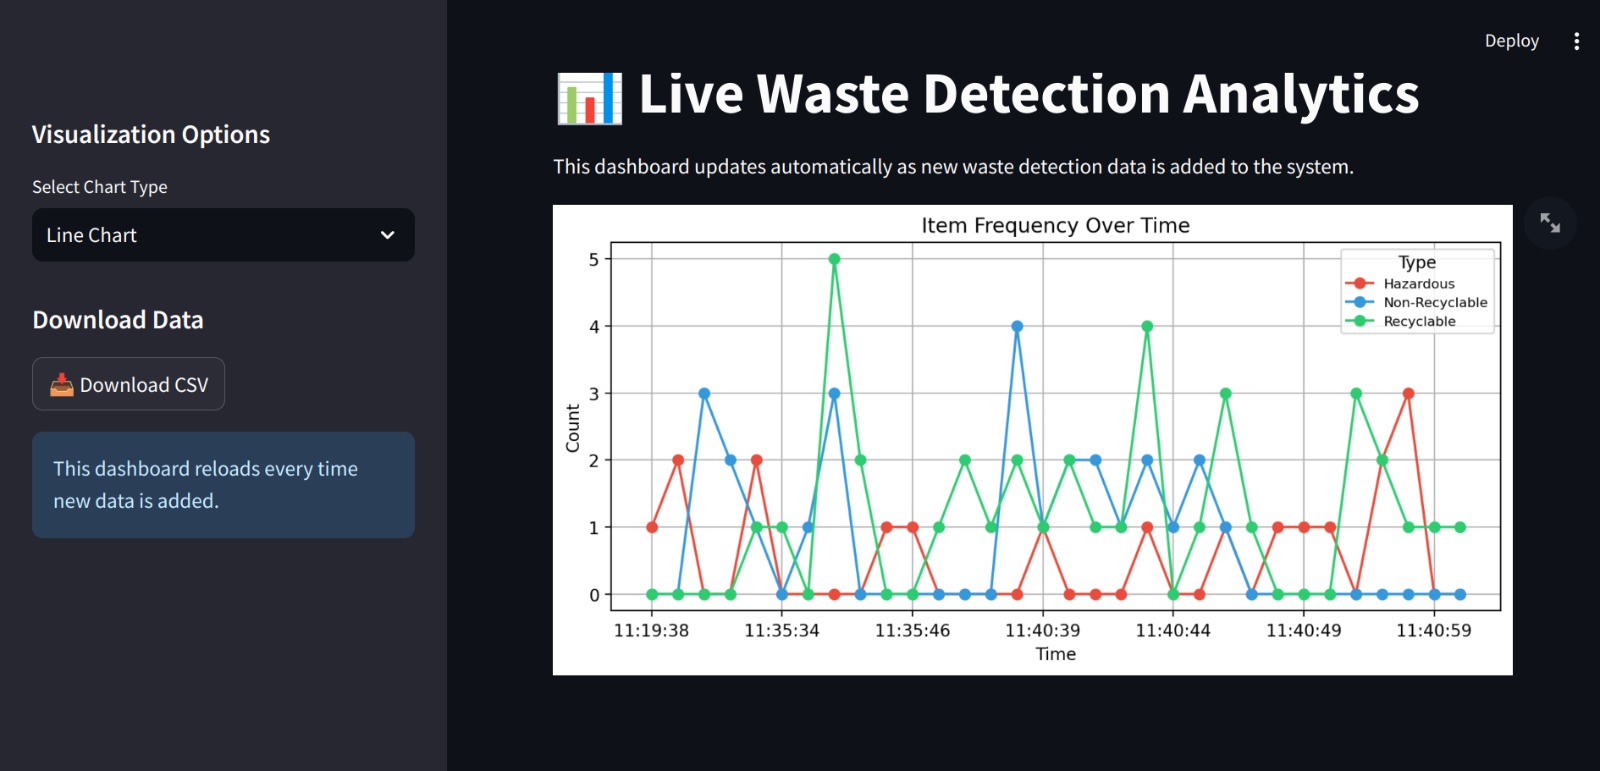 Deploy
Visualization Options
Select Chart Type
Line Chart
Download Data
Download CSV
This dashboard reloads every time
new data is added.
Live Waste Detection Analytics
This dashboard updates automatically as new waste detection data is added to the system.
Item Frequency Over Time
Type
Hazardous
Non-Recyclable
Recyclable
Count
5
4
3
2
1
0
11:19:38 11:35:34 11:35:46 11:40:39 11:40:44 11:40:49 11:40:59
Time